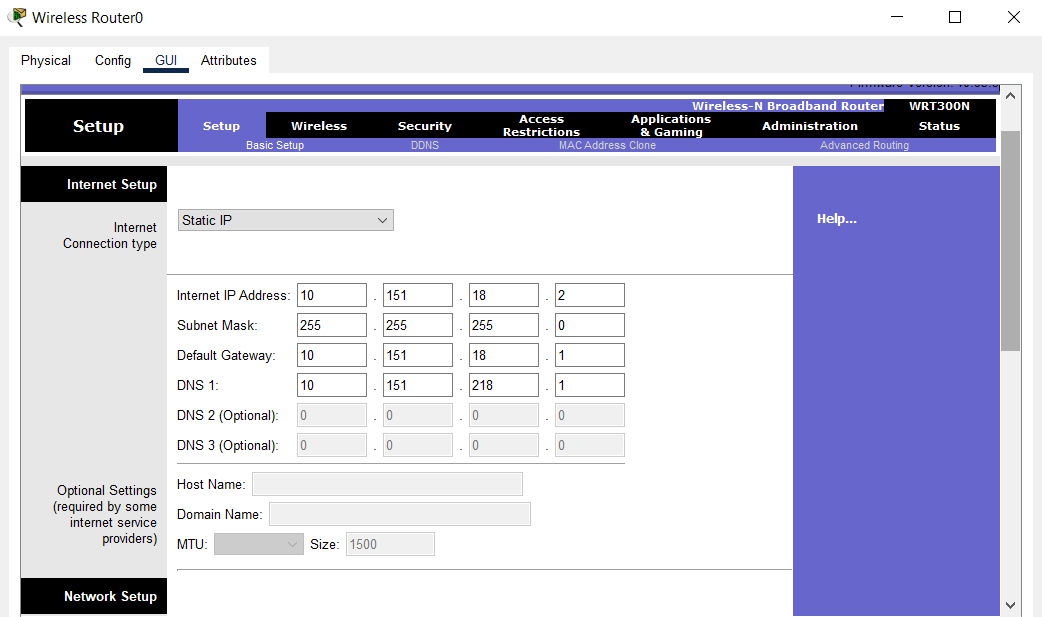 Wireless Router0
Physical Config GUI Attributes
Wireless-N Broadband Router WRT300N
Setup
Setup Wireless Security Access Restrictions Applications & Gaming Administration Status
Basic Setup DDNS MAC Address Clone Advanced Routing
Internet Setup
Internet
Connection type
Static IP
Help...
Internet IP Address: 10 . 151 . 18 . 2
Subnet Mask: 255 . 255 . 255 . 0
Default Gateway: 10 . 151 . 18 . 1
DNS 1: 10 . 151 . 218 . 1
DNS 2 (Optional): 0 . 0 . 0 . 0
DNS 3 (Optional): 0 . 0 . 0 . 0
Optional Settings
(required by some
internet service
providers)
Host Name:
Domain Name:
MTU: Size: 1500
Network Setup